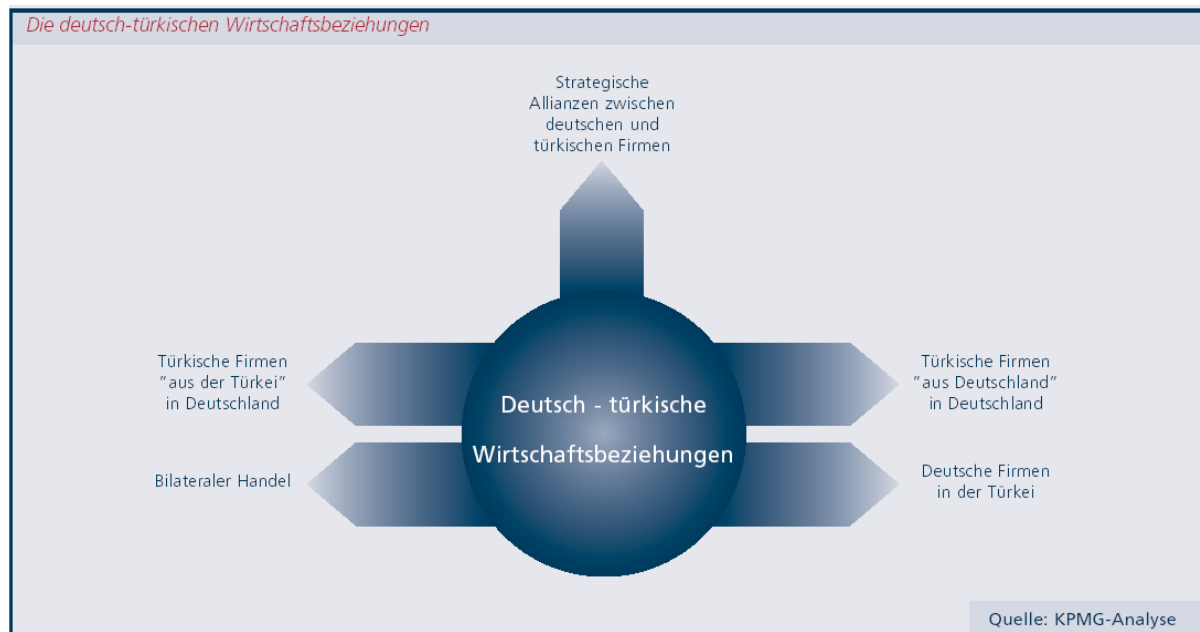 Die deutsch-türkischen Wirtschaftsbeziehungen
Strategische
Allianzen zwischen
deutschen und
türkischen Firmen
Türkische Firmen
"aus der Türkei"
in Deutschland
Türkische Firmen
"aus Deutschland"
in Deutschland
Deutsch - türkische
Wirtschaftsbeziehungen
Bilateraler Handel
Deutsche Firmen
in der Türkei
Quelle: KPMG-Analyse